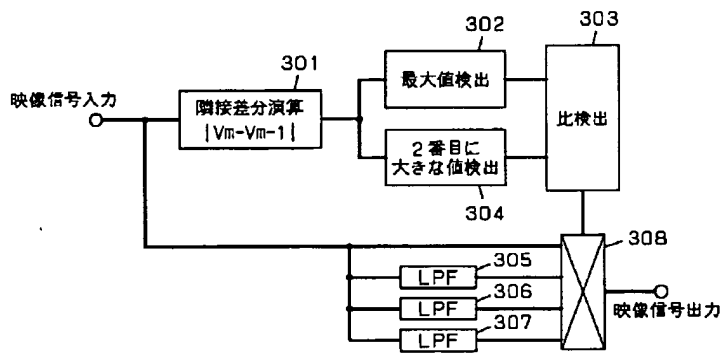 302
303
301
最大値検出
映像信号入力
隣接差分演算
|Vm-Vm-1|
比検出
2番目に
大きな値検出
304
308
305
LPF
306
LPF
307
LPF
映像信号出力